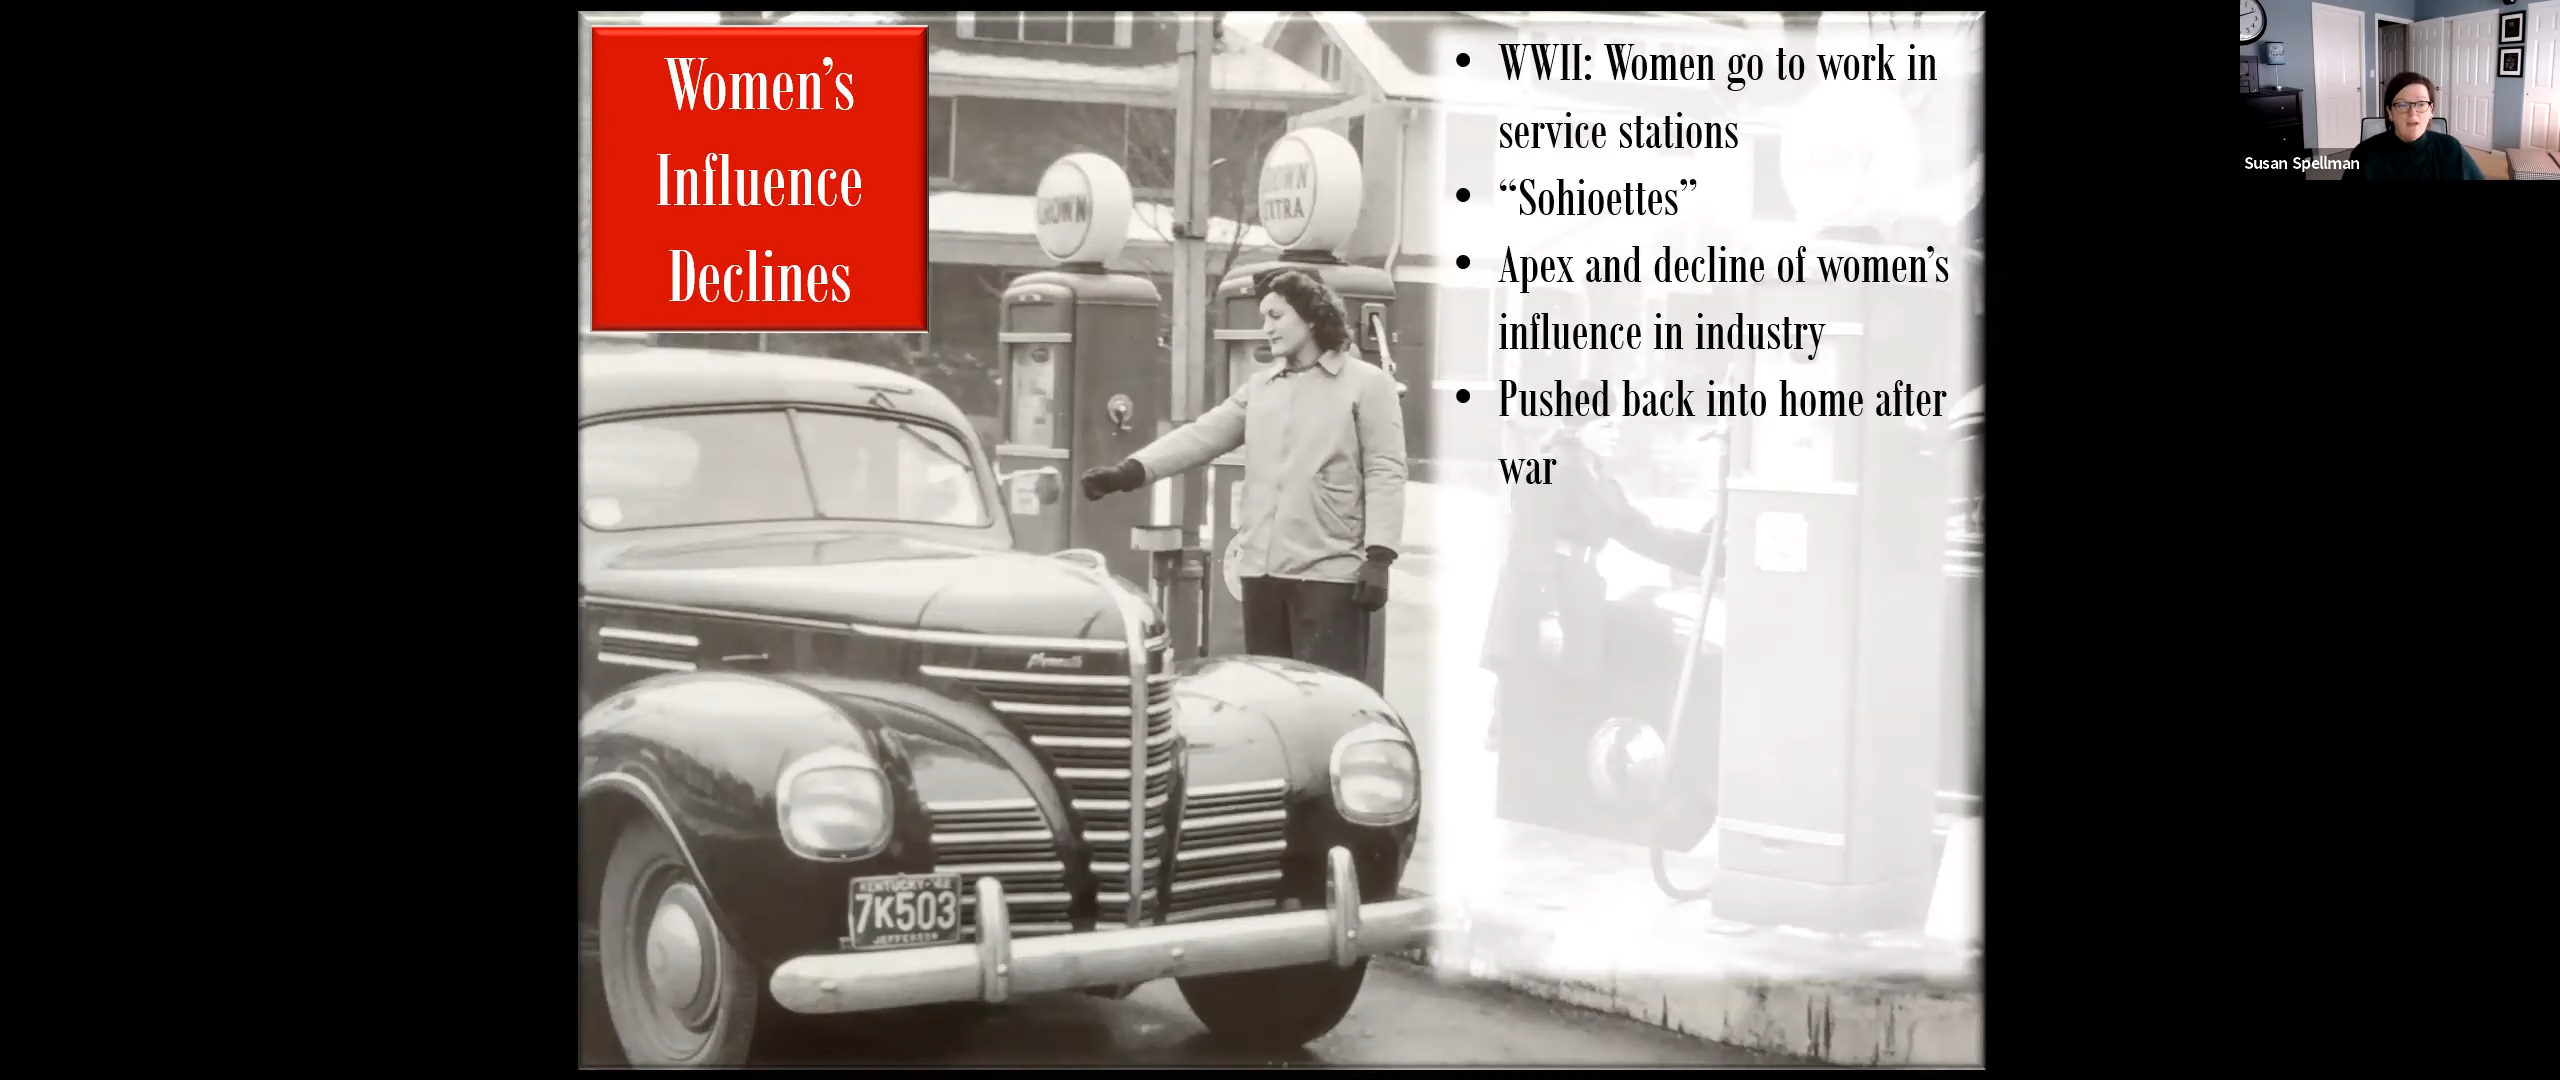 Women’s
Influence
Declines
• WWII: Women go to work in
service stations
• “Sohioettes”
• Apex and decline of women’s
influence in industry
• Pushed back into home after
war
Susan Spellman
CROWN
CROWN
EXTRA
Plymouth
KENTUCKY-'42
7K503
JEFFERSON